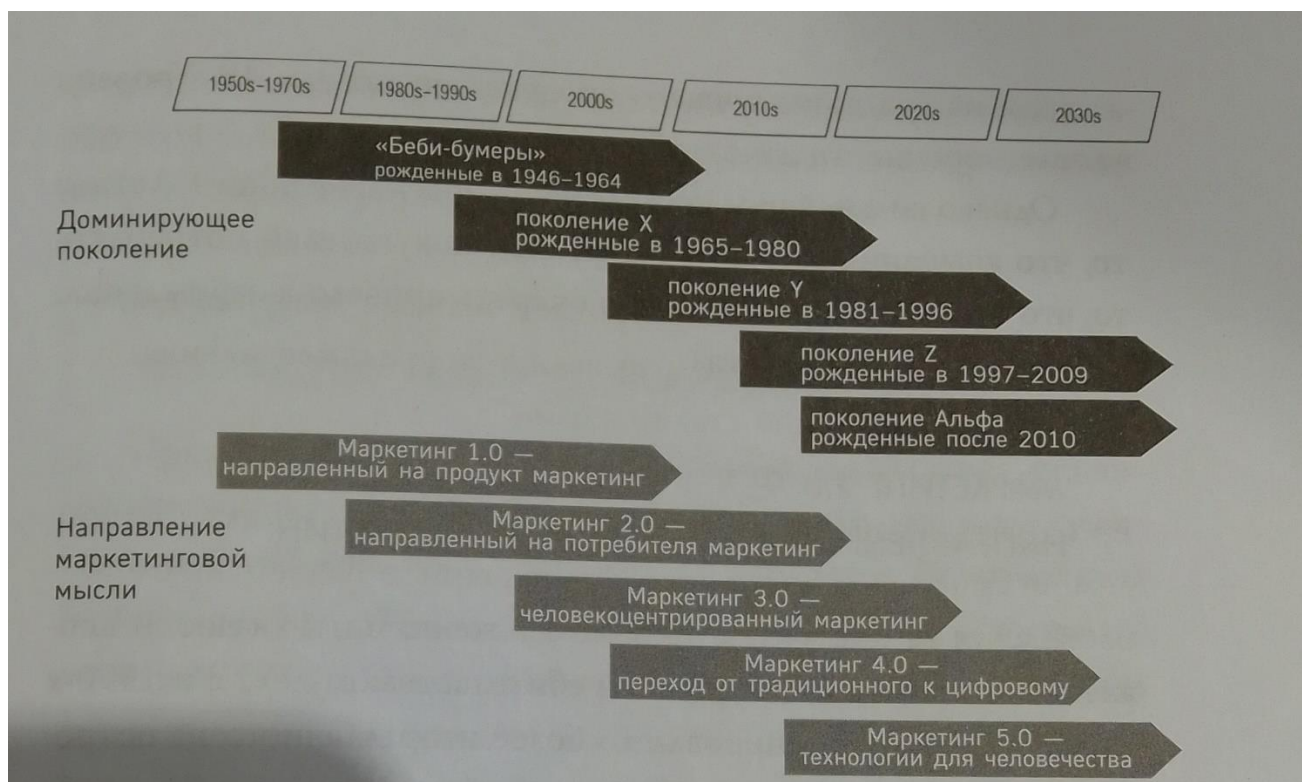 1950s–1970s
1980s–1990s
2000s
2010s
2020s
2030s
«Беби-бумеры»
рожденные в 1946–1964
Доминирующее
поколение
поколение X
рожденные в 1965–1980
поколение Y
рожденные в 1981–1996
поколение Z
рожденные в 1997–2009
поколение Альфа
рожденные после 2010
Маркетинг 1.0 —
направленный на продукт маркетинг
Направление
маркетинговой
мысли
Маркетинг 2.0 —
направленный на потребителя маркетинг
Маркетинг 3.0 —
человекоцентрированный маркетинг
Маркетинг 4.0 —
переход от традиционного к цифровому
Маркетинг 5.0 —
технологии для человечества